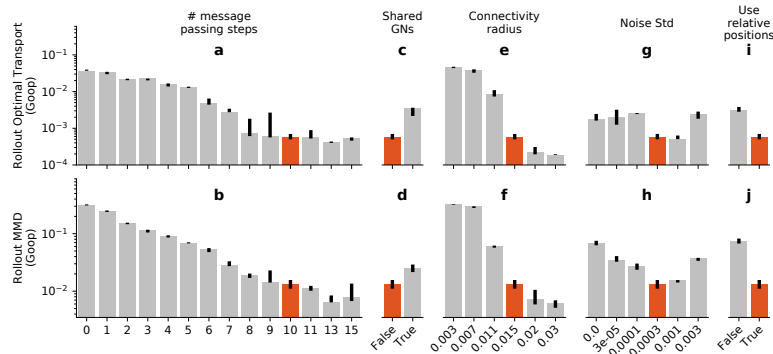 # message
passing steps
Shared
GNs
Connectivity
radius
Noise Std
Use
relative
positions
a
c
e
g
i
Rollout Optimal Transport
(Goop)
10⁻¹
10⁻²
10⁻³
10⁻⁴
b
d
f
h
j
Rollout MMD
(Goop)
10⁻¹
10⁻²
0 1 2 3 4 5 6 7 8 9 10 11 13 15
False True
0.003 0.007 0.011 0.015 0.02 0.03
0.0 3e-05 0.0001 0.0003 0.001 0.003
False True